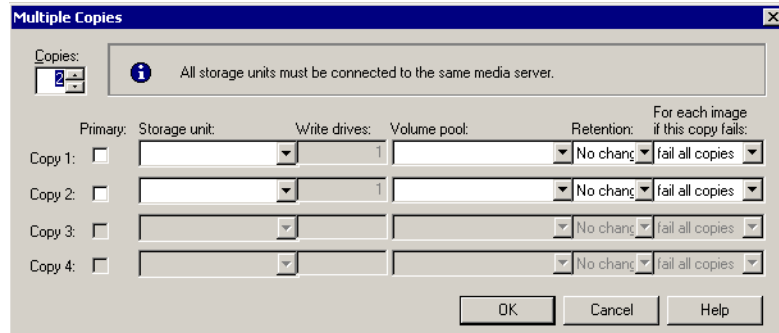 Multiple Copies
Copies:
2
All storage units must be connected to the same media server.
For each image
Primary: Storage unit: Write drives: Volume pool: Retention: if this copy fails:
Copy 1: 1 No chang fail all copies
Copy 2: 1 No chang fail all copies
Copy 3: No chang fail all copies
Copy 4: No chang fail all copies
OK Cancel Help